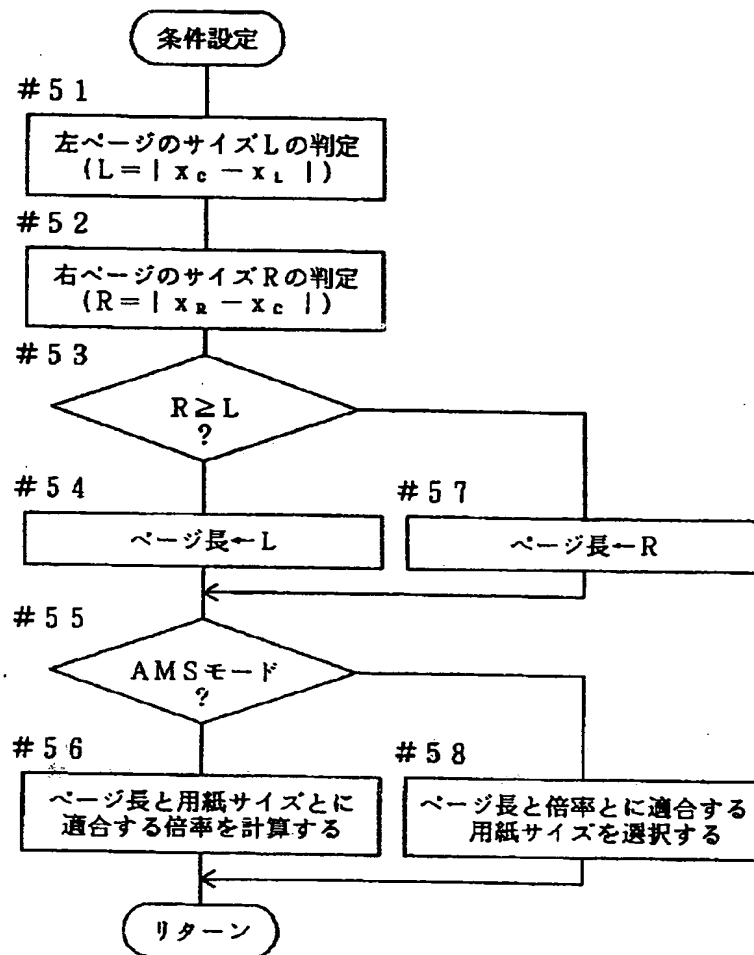 条件設定
#51
左ページのサイズLの判定
(L=|xc−xL|)
#52
右ページのサイズRの判定
(R=|xR−xc|)
#53
R≧L
?
#54
ページ長←L
#57
ページ長←R
#55
AMSモード
?
#56
ページ長と用紙サイズとに
適合する倍率を計算する
#58
ページ長と倍率とに適合する
用紙サイズを選択する
リターン